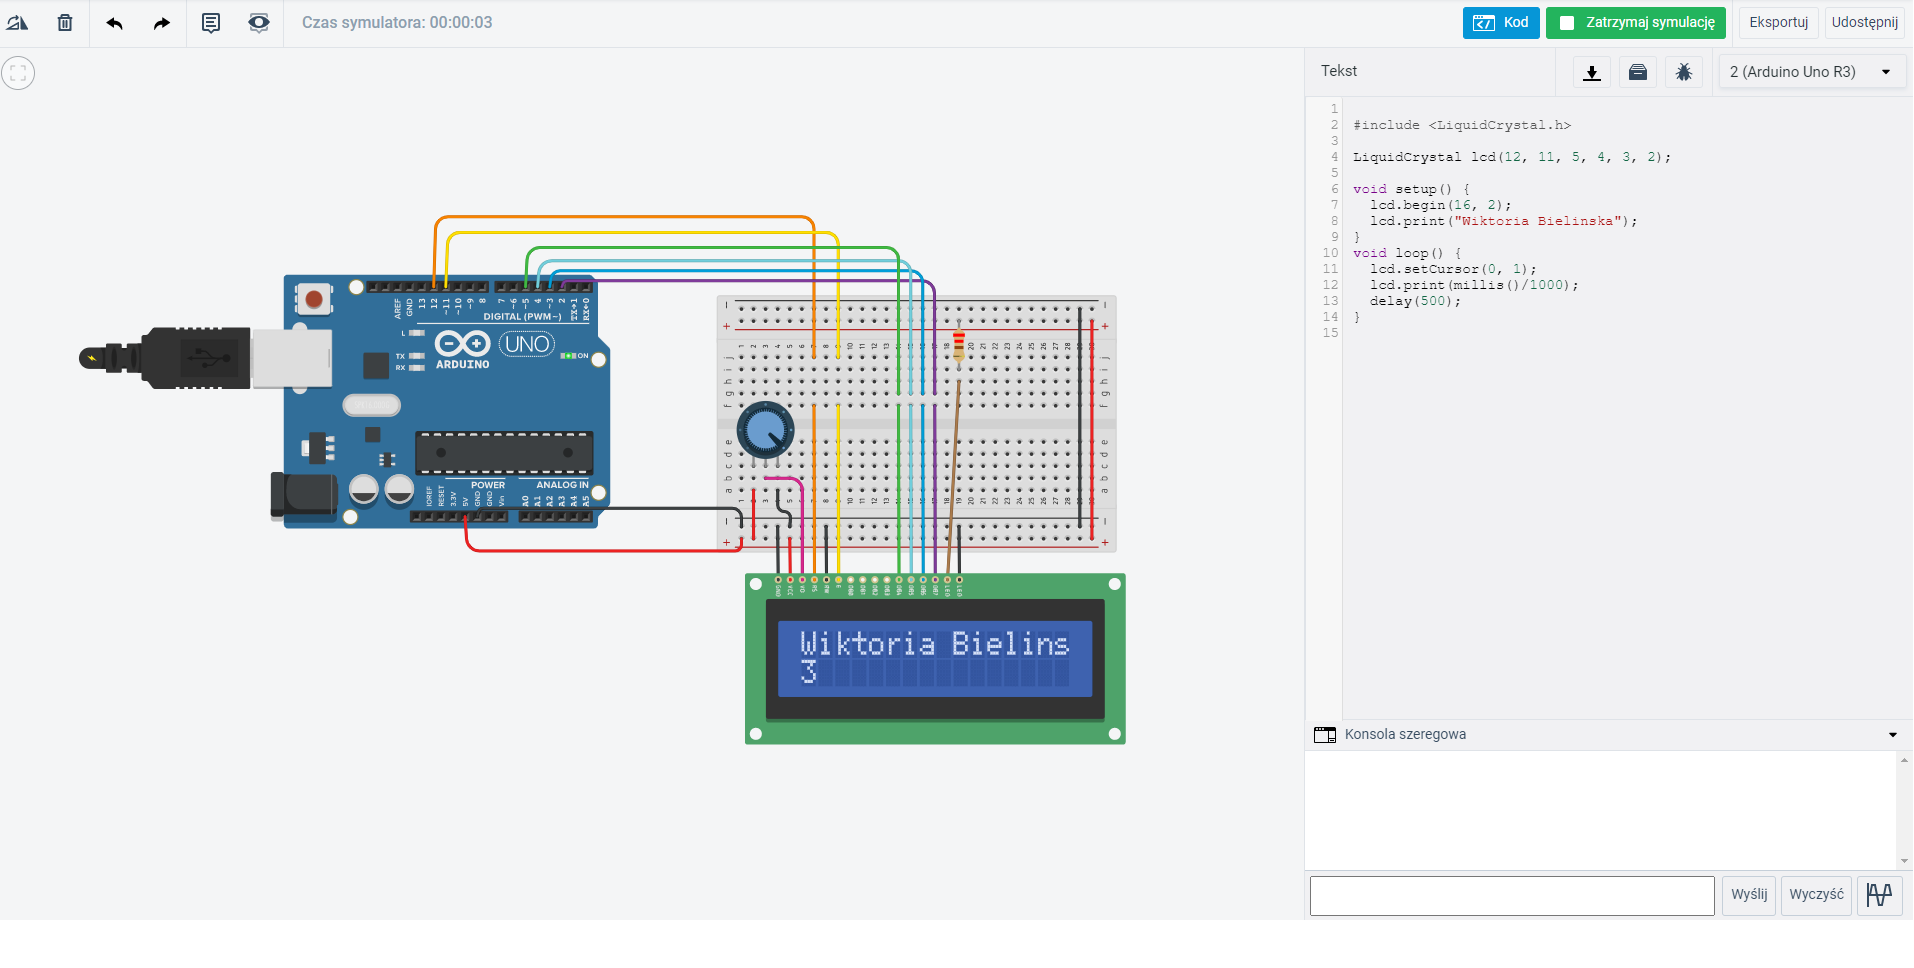 Czas symulatora: 00:00:03
Kod
Zatrzymaj symulację
Eksportuj
Udostępnij
Tekst
2 (Arduino Uno R3)
1
2 #include <LiquidCrystal.h>
3
4 LiquidCrystal lcd(12, 11, 5, 4, 3, 2);
5
6 void setup() {
7 lcd.begin(16, 2);
8 lcd.print("Wiktoria Bielinska");
9 }
10 void loop() {
11 lcd.setCursor(0, 1);
12 lcd.print(millis()/1000);
13 delay(500);
14 }
15
AREF
GND
13
12
~11
~10
~9
8
7
~6
~5
4
~3
2
TX→1
RX←0
DIGITAL (PWM~)
L
TX
RX
ARDUINO
UNO
ON
POWER
ANALOG IN
IOREF
RESET
3.3V
5V
GND
GND
Vin
A0
A1
A2
A3
A4
A5
Wiktoria Bielins
3
Konsola szeregowa
Wyślij
Wyczyść